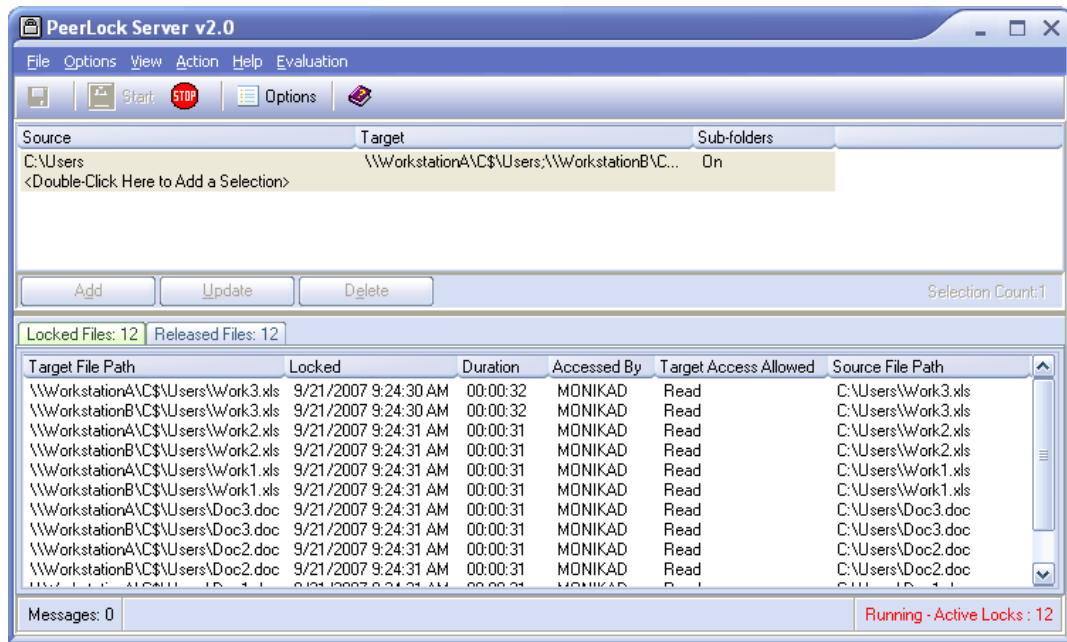 PeerLock Server v2.0
File Options View Action Help Evaluation
Start STOP Options
Source Target Sub-folders
C:\Users \\WorkstationA\C$\Users;\\WorkstationB\C... On
<Double-Click Here to Add a Selection>
Add Update Delete Selection Count:1
Locked Files: 12 Released Files: 12
Target File Path Locked Duration Accessed By Target Access Allowed Source File Path
\\WorkstationA\C$\Users\Work3.xls 9/21/2007 9:24:30 AM 00:00:32 MONIKAD Read C:\Users\Work3.xls
\\WorkstationB\C$\Users\Work3.xls 9/21/2007 9:24:30 AM 00:00:32 MONIKAD Read C:\Users\Work3.xls
\\WorkstationA\C$\Users\Work2.xls 9/21/2007 9:24:31 AM 00:00:31 MONIKAD Read C:\Users\Work2.xls
\\WorkstationB\C$\Users\Work2.xls 9/21/2007 9:24:31 AM 00:00:31 MONIKAD Read C:\Users\Work2.xls
\\WorkstationA\C$\Users\Work1.xls 9/21/2007 9:24:31 AM 00:00:31 MONIKAD Read C:\Users\Work1.xls
\\WorkstationB\C$\Users\Work1.xls 9/21/2007 9:24:31 AM 00:00:31 MONIKAD Read C:\Users\Work1.xls
\\WorkstationA\C$\Users\Doc3.doc 9/21/2007 9:24:31 AM 00:00:31 MONIKAD Read C:\Users\Doc3.doc
\\WorkstationB\C$\Users\Doc3.doc 9/21/2007 9:24:31 AM 00:00:31 MONIKAD Read C:\Users\Doc3.doc
\\WorkstationA\C$\Users\Doc2.doc 9/21/2007 9:24:31 AM 00:00:31 MONIKAD Read C:\Users\Doc2.doc
\\WorkstationB\C$\Users\Doc2.doc 9/21/2007 9:24:31 AM 00:00:31 MONIKAD Read C:\Users\Doc2.doc
Messages: 0 Running - Active Locks : 12